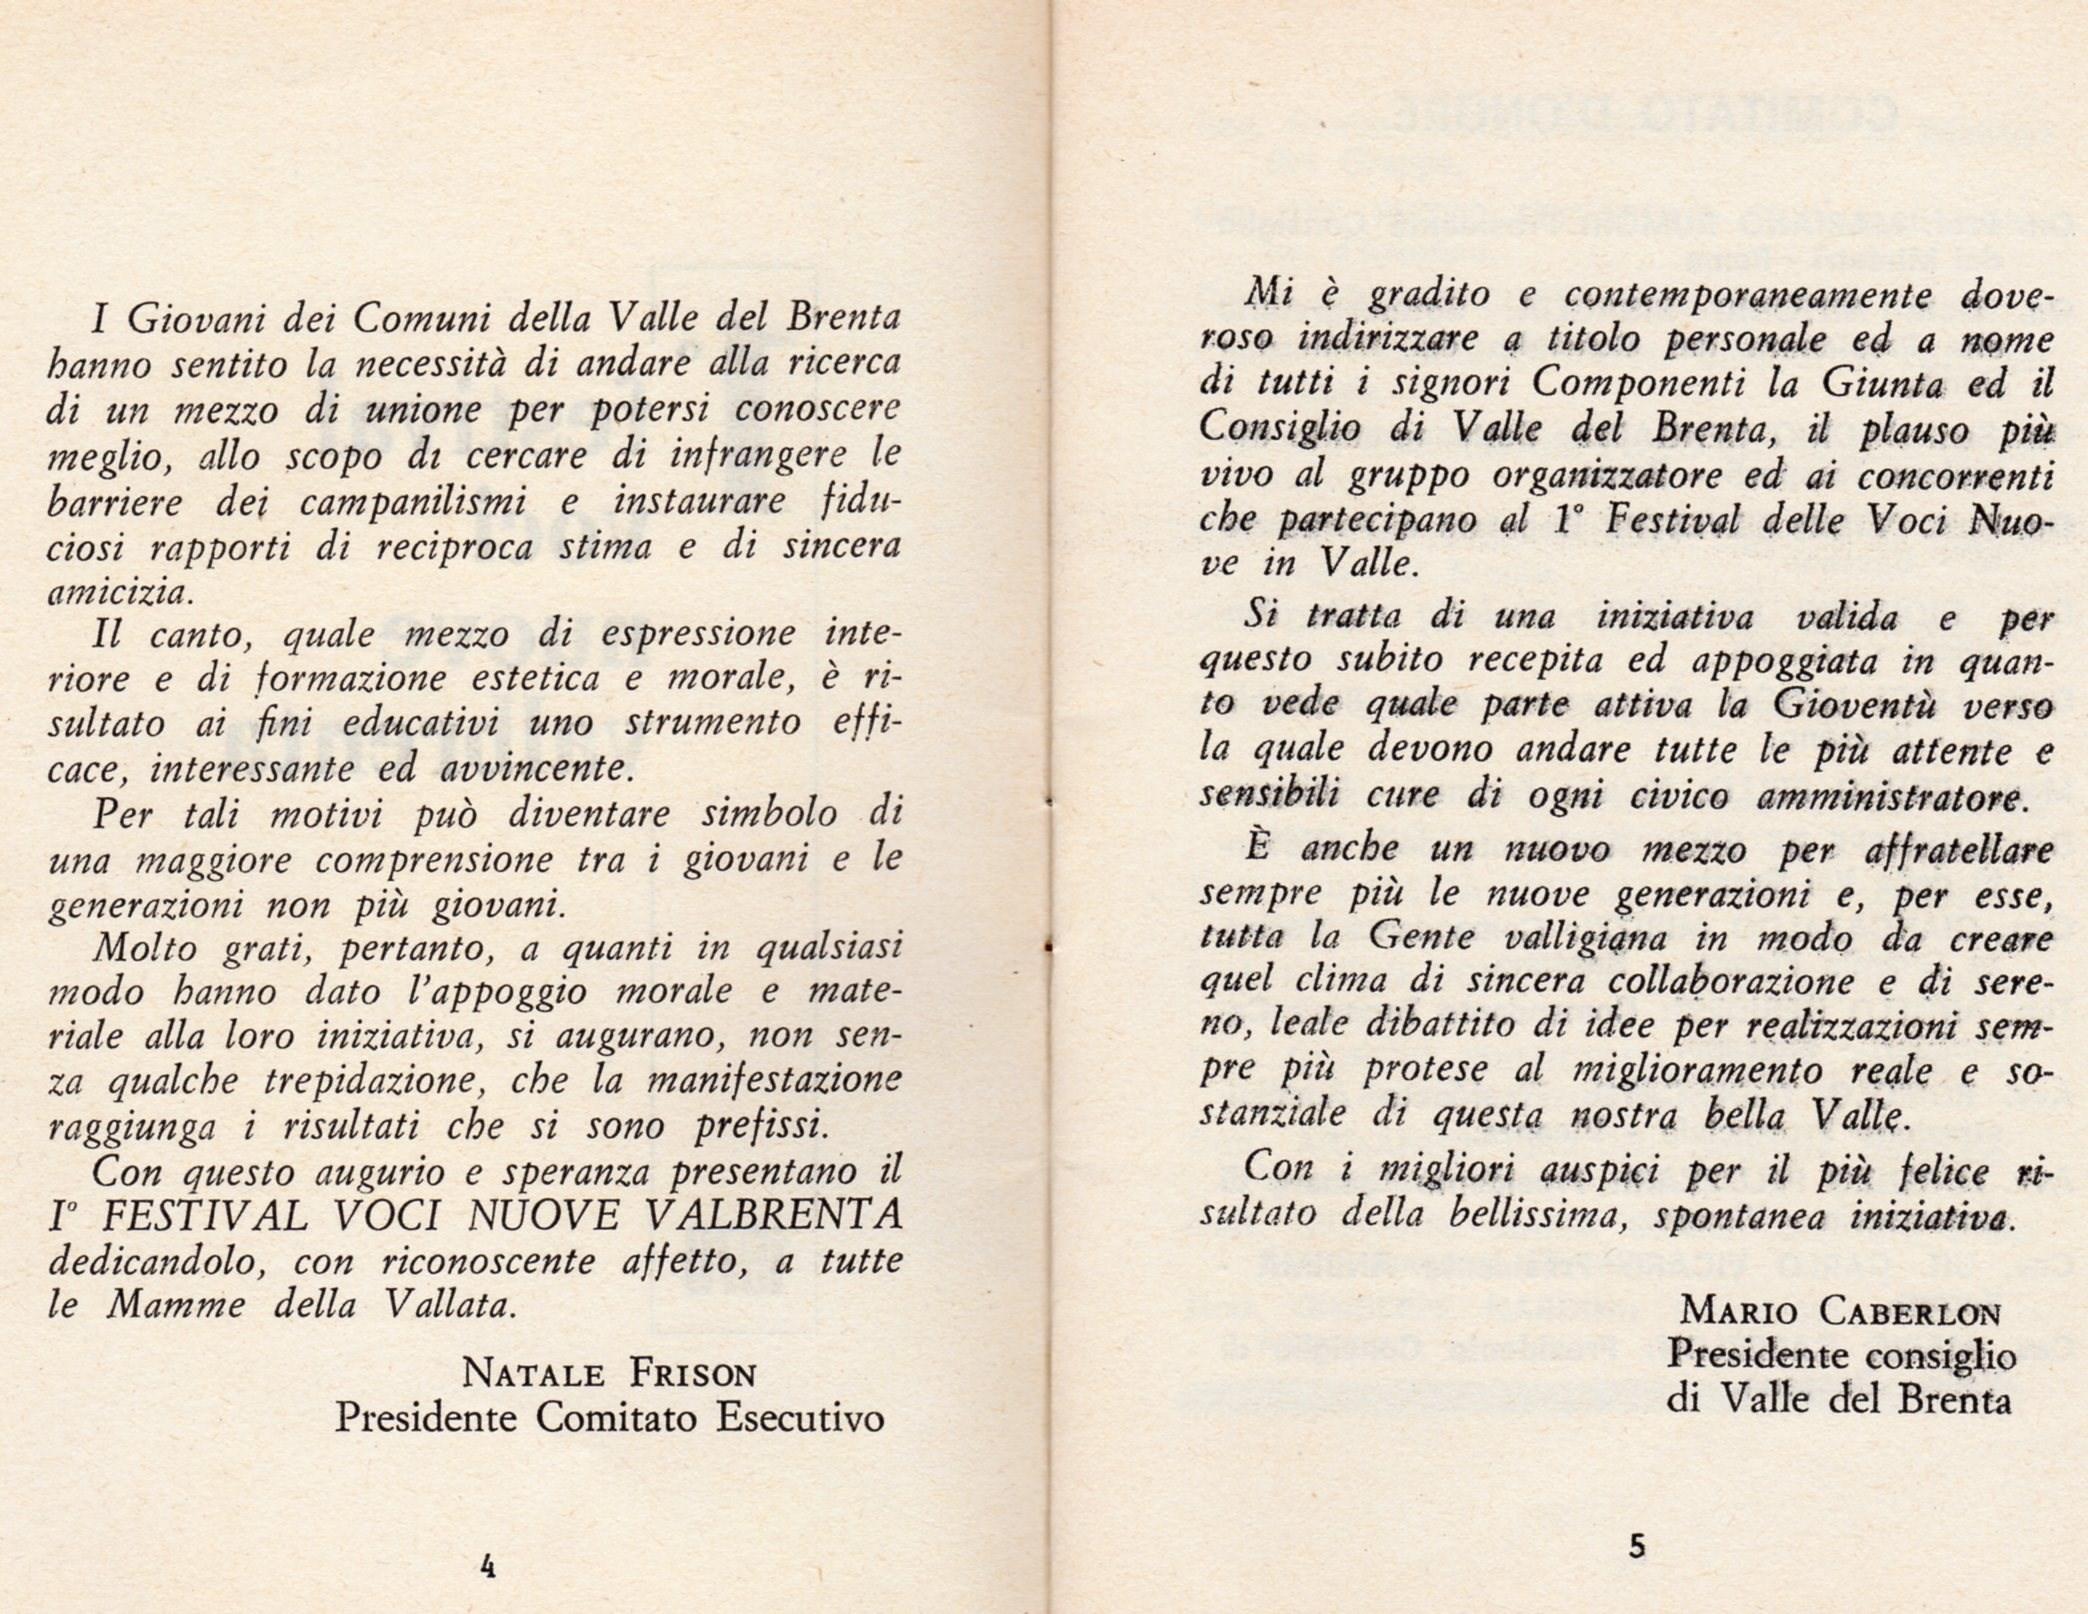 I Giovani dei Comuni della Valle del Brenta
hanno sentito la necessità di andare alla ricerca
di un mezzo di unione per potersi conoscere
meglio, allo scopo di cercare di infrangere le
barriere dei campanilismi e instaurare fidu-
ciosi rapporti di reciproca stima e di sincera
amicizia.
Il canto, quale mezzo di espressione inte-
riore e di formazione estetica e morale, è ri-
sultato ai fini educativi uno strumento effi-
cace, interessante ed avvincente.
Per tali motivi può diventare simbolo di
una maggiore comprensione tra i giovani e le
generazioni non più giovani.
Molto grati, pertanto, a quanti in qualsiasi
modo hanno dato l'appoggio morale e mate-
riale alla loro iniziativa, si augurano, non sen-
za qualche trepidazione, che la manifestazione
raggiunga i risultati che si sono prefissi.
Con questo augurio e speranza presentano il
I° FESTIVAL VOCI NUOVE VALBRENTA
dedicandolo, con riconoscente affetto, a tutte
le Mamme della Vallata.
NATALE FRISON
Presidente Comitato Esecutivo
4
Mi è gradito e contemporaneamente dove-
roso indirizzare a titolo personale ed a nome
di tutti i signori Componenti la Giunta ed il
Consiglio di Valle del Brenta, il plauso più
vivo al gruppo organizzatore ed ai concorrenti
che partecipano al 1° Festival delle Voci Nuo-
ve in Valle.
Si tratta di una iniziativa valida e per
questo subito recepita ed appoggiata in quan-
to vede quale parte attiva la Gioventù verso
la quale devono andare tutte le più attente e
sensibili cure di ogni civico amministratore.
È anche un nuovo mezzo per affratellare
sempre più le nuove generazioni e, per esse,
tutta la Gente valligiana in modo da creare
quel clima di sincera collaborazione e di sere-
no, leale dibattito di idee per realizzazioni sem-
pre più protese al miglioramento reale e so-
stanziale di questa nostra bella Valle.
Con i migliori auspici per il più felice ri-
sultato della bellissima, spontanea iniziativa.
MARIO CABERLON
Presidente consiglio
di Valle del Brenta
5